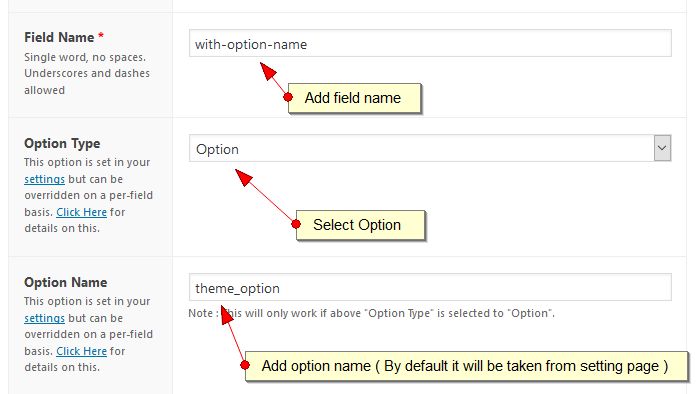 Field Name *
Single word, no spaces.
Underscores and dashes
allowed
with-option-name
Add field name
Option Type
This option is set in your
settings but can be
overridden on a per-field
basis. Click Here for
details on this.
Option
Select Option
Option Name
This option is set in your
settings but can be
overridden on a per-field
basis. Click Here for
details on this.
theme_option
Note : This will only work if above "Option Type" is selected to "Option".
Add option name ( By default it will be taken from setting page )